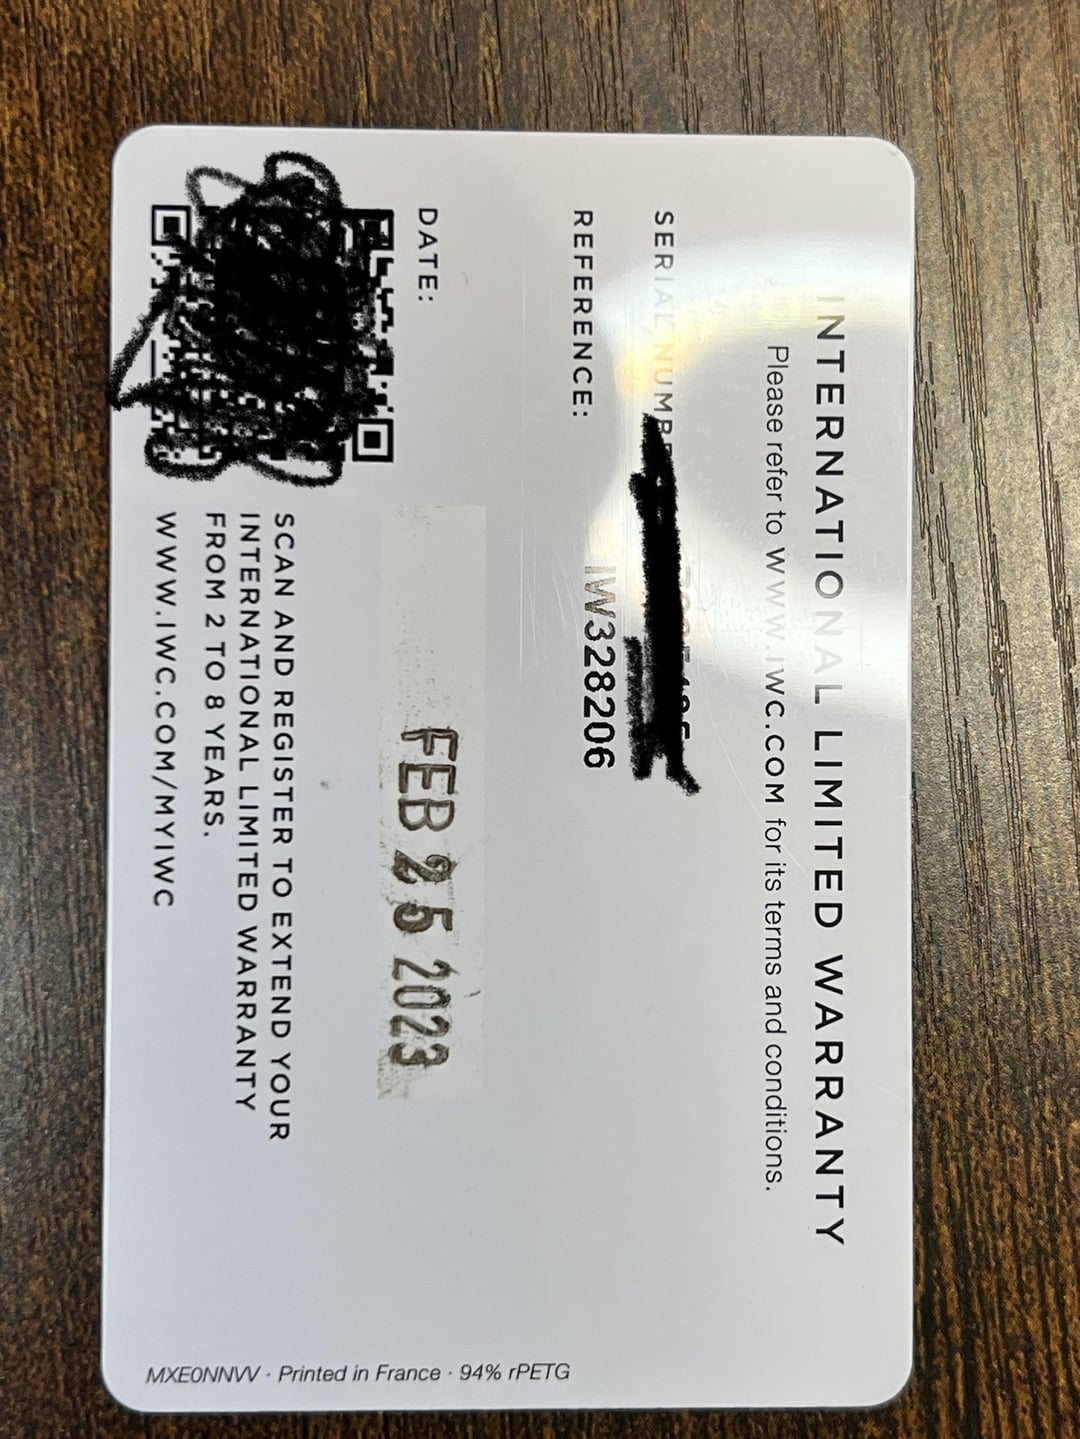 INTERNATIONAL LIMITED WARRANTY
Please refer to WWW.IWC.COM for its terms and conditions.
SERIAL NUMB
REFERENCE: IW328206
DATE: FEB 25 2023
SCAN AND REGISTER TO EXTEND YOUR
INTERNATIONAL LIMITED WARRANTY
FROM 2 TO 8 YEARS.
WWW.IWC.COM/MYIWC
MXE0NNVV · Printed in France · 94% rPETG